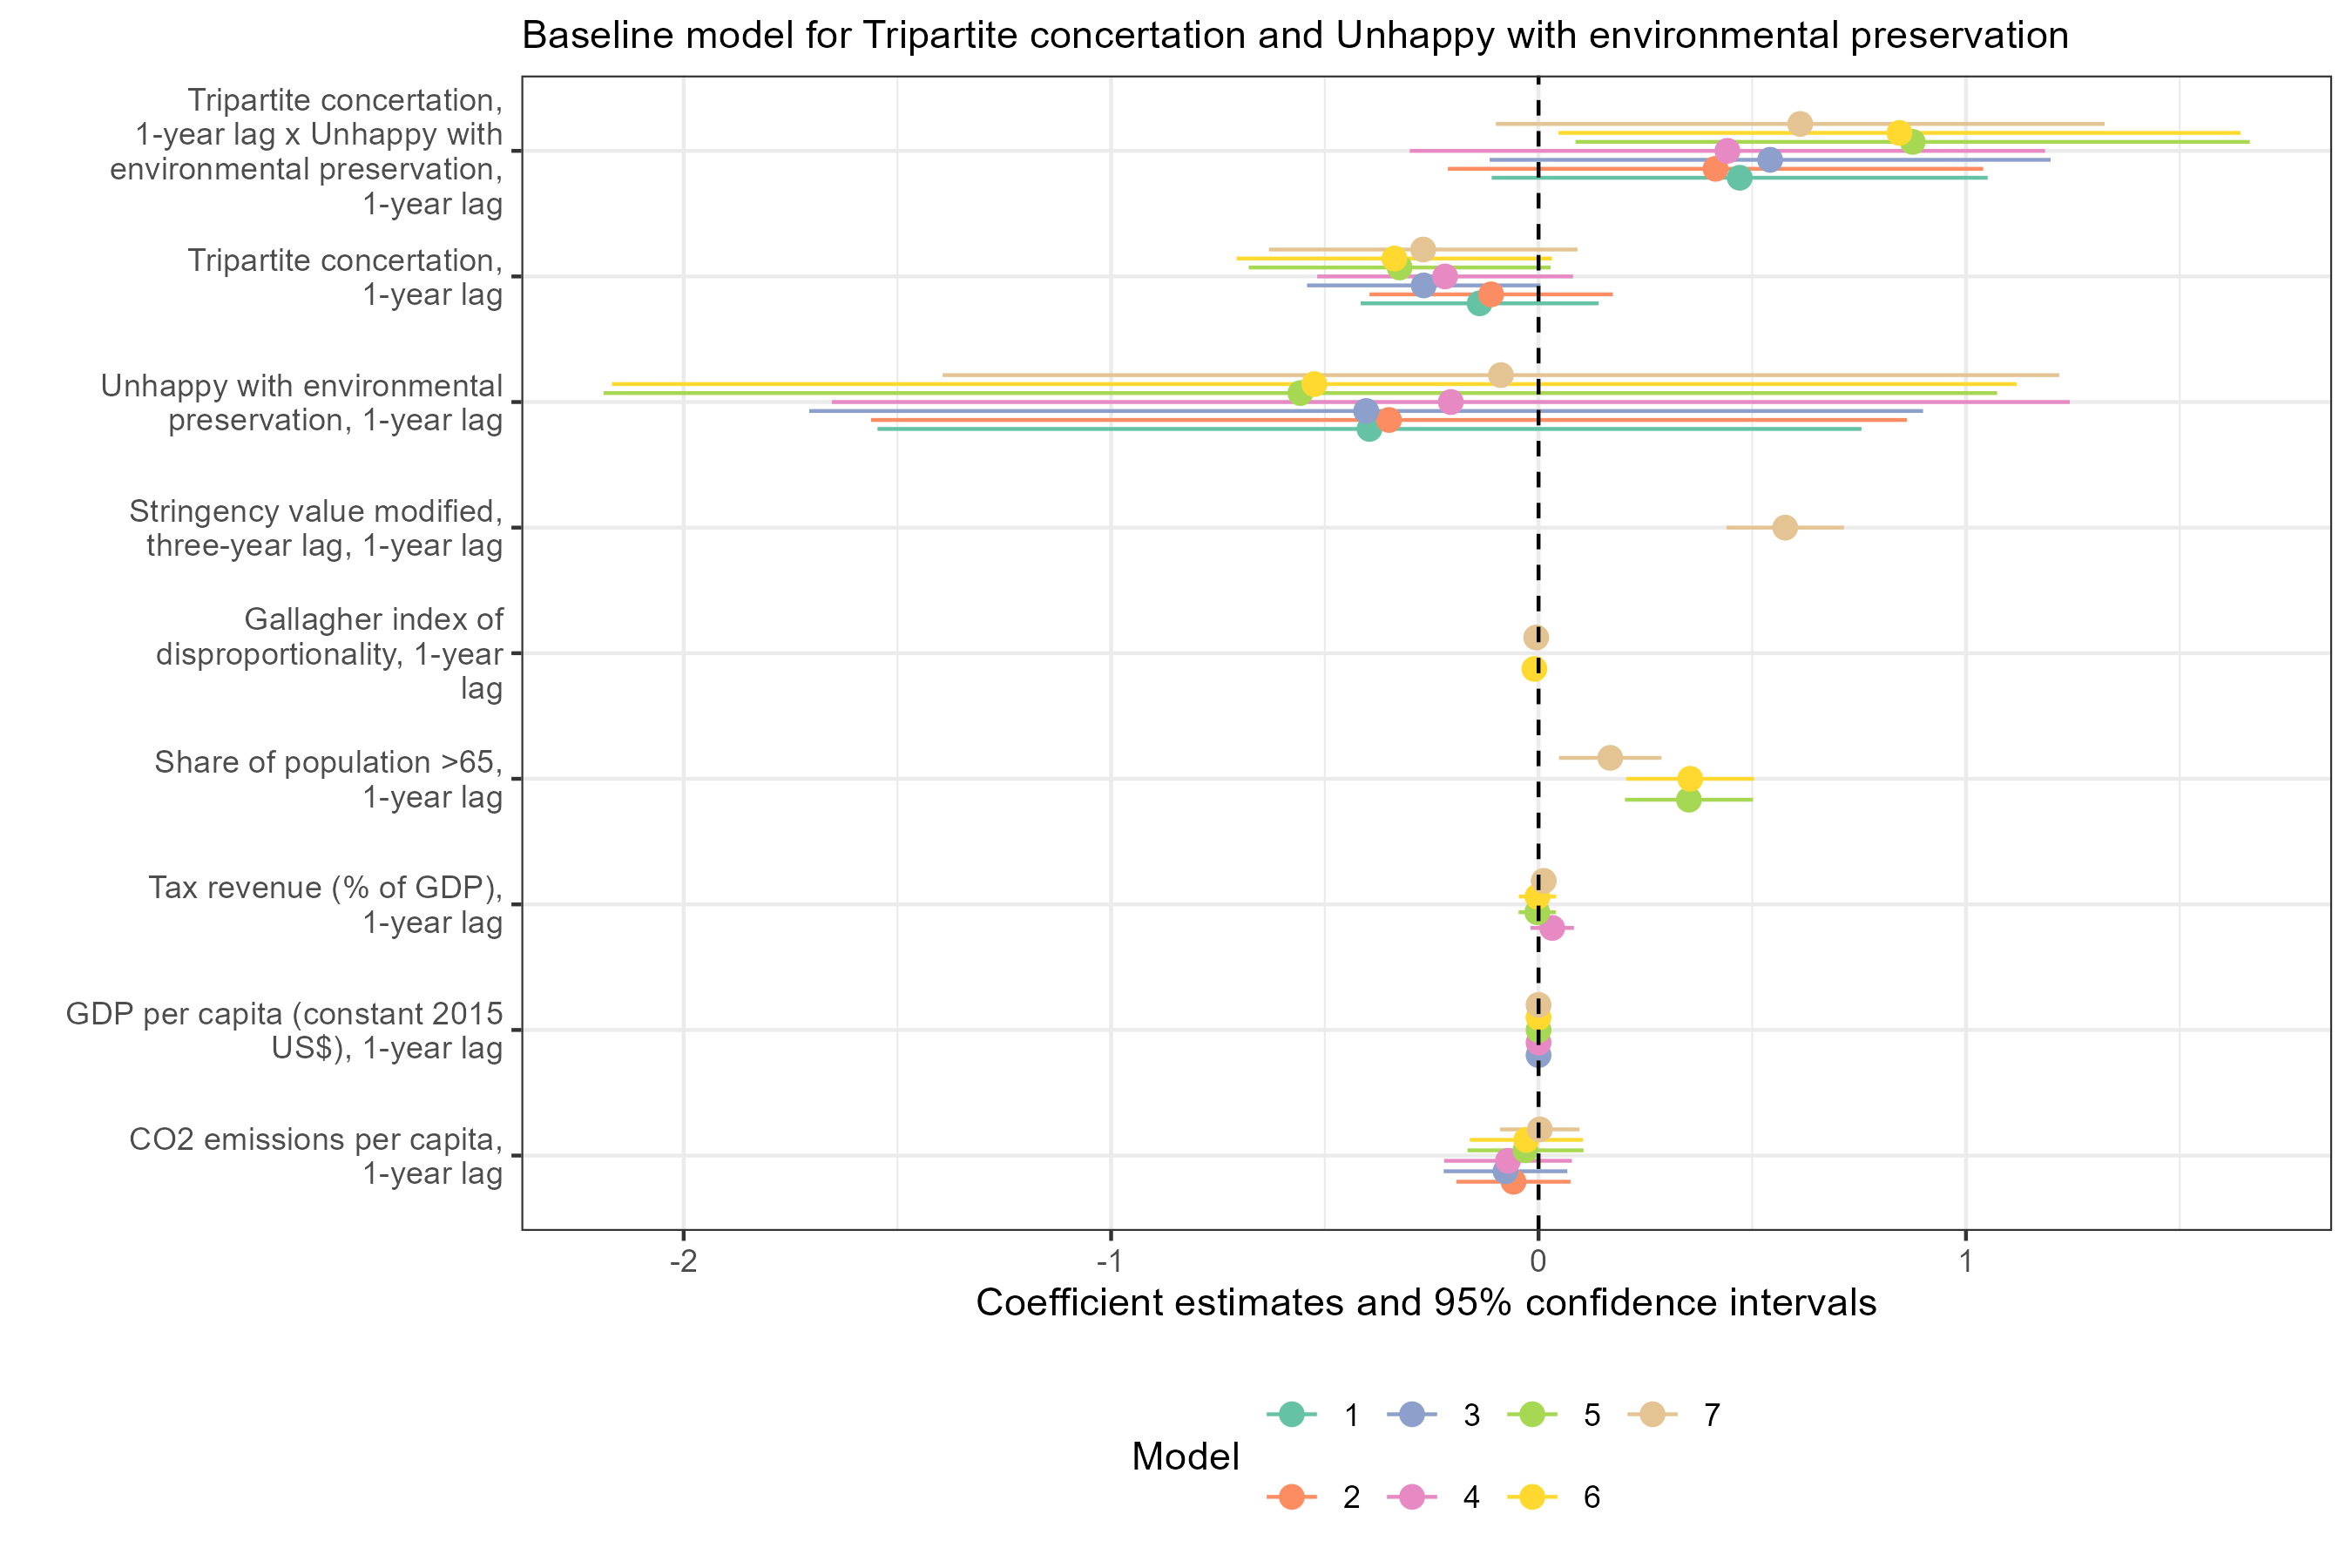 Baseline model for Tripartite concertation and Unhappy with environmental preservation
Tripartite concertation,
1-year lag x Unhappy with
environmental preservation,
1-year lag
Tripartite concertation,
1-year lag
Unhappy with environmental
preservation, 1-year lag
Stringency value modified,
three-year lag, 1-year lag
Gallagher index of
disproportionality, 1-year
lag
Share of population >65,
1-year lag
Tax revenue (% of GDP),
1-year lag
GDP per capita (constant 2015
US$), 1-year lag
CO2 emissions per capita,
1-year lag
-2 -1 0 1
Coefficient estimates and 95% confidence intervals
1 3 5 7
Model
2 4 6